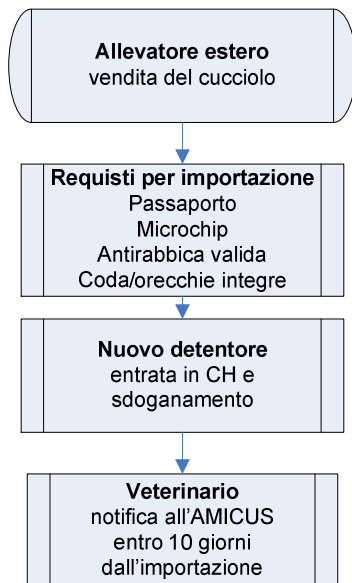 Allevatore estero
vendita del cucciolo
Requisti per importazione
Passaporto
Microchip
Antirabbica valida
Coda/orecchie integre
Nuovo detentore
entrata in CH e
sdoganamento
Veterinario
notifica all'AMICUS
entro 10 giorni
dall'importazione